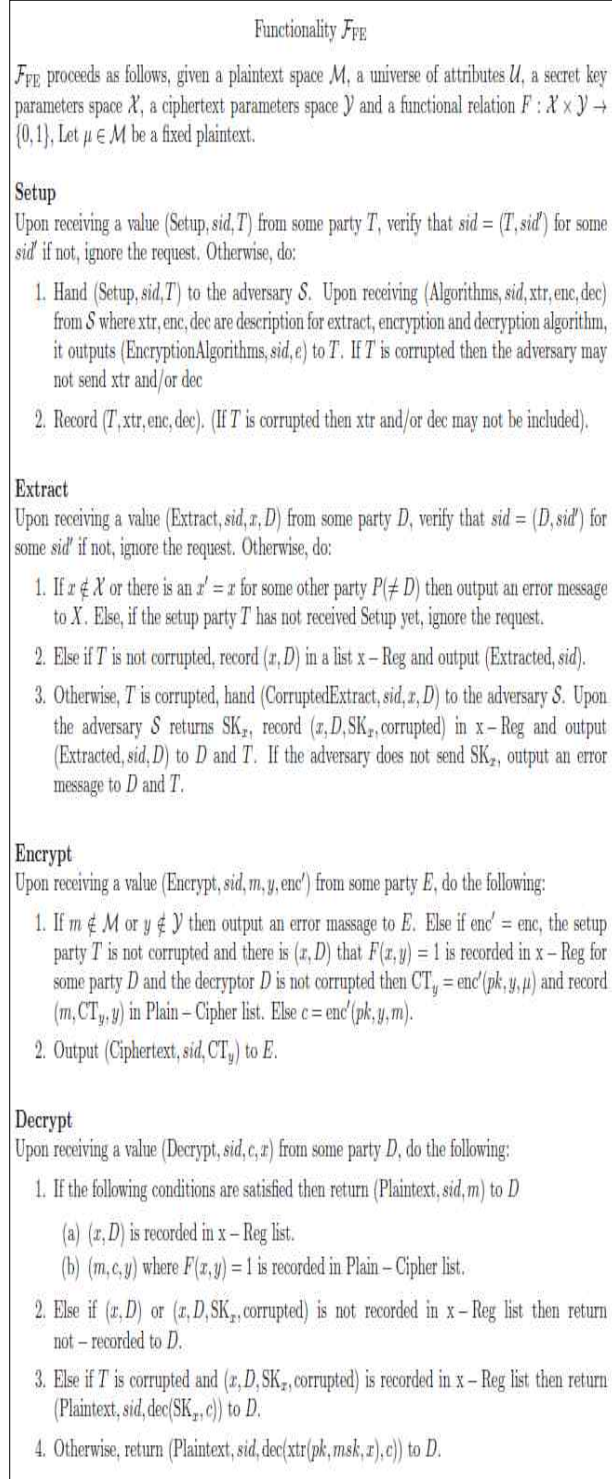 Functionality 𝓕_FE
𝓕_FE proceeds as follows, given a plaintext space 𝓜, a universe of attributes 𝓤, a secret key
parameters space 𝒳, a ciphertext parameters space 𝒴 and a functional relation F : 𝒳 × 𝒴 →
{0,1}, Let μ ∈ 𝓜 be a fixed plaintext.
Setup
Upon receiving a value (Setup, sid, T) from some party T, verify that sid = (T, sid′) for some
sid′ if not, ignore the request. Otherwise, do:
1. Hand (Setup, sid, T) to the adversary 𝒮. Upon receiving (Algorithms, sid, xtr, enc, dec)
from 𝒮 where xtr, enc, dec are description for extract, encryption and decryption algorithm,
it outputs (EncryptionAlgorithms, sid, e) to T. If T is corrupted then the adversary may
not send xtr and/or dec
2. Record (T, xtr, enc, dec). (If T is corrupted then xtr and/or dec may not be included).
Extract
Upon receiving a value (Extract, sid, x, D) from some party D, verify that sid = (D, sid′) for
some sid′ if not, ignore the request. Otherwise, do:
1. If x ∉ 𝒳 or there is an x′ = x for some other party P(≠ D) then output an error message
to X. Else, if the setup party T has not received Setup yet, ignore the request.
2. Else if T is not corrupted, record (x, D) in a list x − Reg and output (Extracted, sid).
3. Otherwise, T is corrupted, hand (CorruptedExtract, sid, x, D) to the adversary 𝒮. Upon
the adversary 𝒮 returns SK_x, record (x, D, SK_x, corrupted) in x − Reg and output
(Extracted, sid, D) to D and T. If the adversary does not send SK_x, output an error
message to D and T.
Encrypt
Upon receiving a value (Encrypt, sid, m, y, enc′) from some party E, do the following:
1. If m ∉ 𝓜 or y ∉ 𝒴 then output an error massage to E. Else if enc′ = enc, the setup
party T is not corrupted and there is (x, D) that F(x, y) = 1 is recorded in x − Reg for
some party D and the decryptor D is not corrupted then CT_y = enc′(pk, y, μ) and record
(m, CT_y, y) in Plain − Cipher list. Else c = enc′(pk, y, m).
2. Output (Ciphertext, sid, CT_y) to E.
Decrypt
Upon receiving a value (Decrypt, sid, c, x) from some party D, do the following:
1. If the following conditions are satisfied then return (Plaintext, sid, m) to D
(a) (x, D) is recorded in x − Reg list.
(b) (m, c, y) where F(x, y) = 1 is recorded in Plain − Cipher list.
2. Else if (x, D) or (x, D, SK_x, corrupted) is not recorded in x − Reg list then return
not − recorded to D.
3. Else if T is corrupted and (x, D, SK_x, corrupted) is recorded in x − Reg list then return
(Plaintext, sid, dec(SK_x, c)) to D.
4. Otherwise, return (Plaintext, sid, dec(xtr(pk, msk, x), c)) to D.